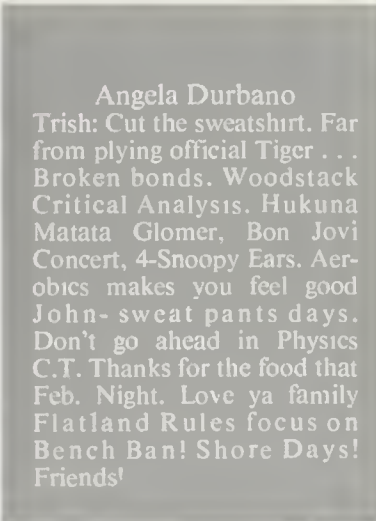 Angela Durbano
Trish: Cut the sweatshirt. Far
from plying official Tiger . . .
Broken bonds. Woodstack
Critical Analysis. Hukuna
Matata Glomer, Bon Jovi
Concert, 4-Snoopy Ears. Aer-
obics makes you feel good
John- sweat pants days.
Don't go ahead in Physics
C.T. Thanks for the food that
Feb. Night. Love ya family
Flatland Rules focus on
Bench Ban! Shore Days!
Friends!